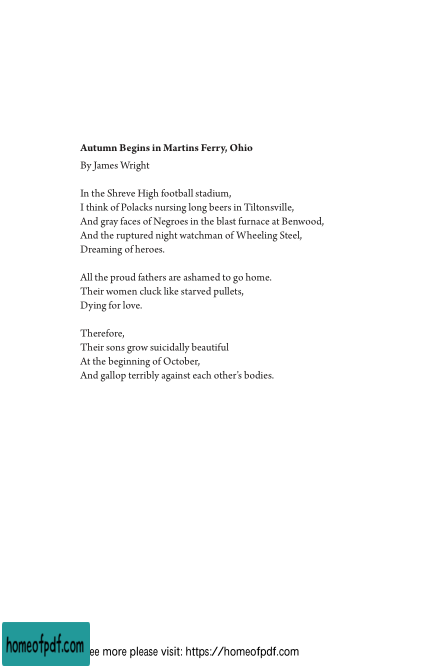 Autumn Begins in Martins Ferry, Ohio
By James Wright
In the Shreve High football stadium,
I think of Polacks nursing long beers in Tiltonsville,
And gray faces of Negroes in the blast furnace at Benwood,
And the ruptured night watchman of Wheeling Steel,
Dreaming of heroes.
All the proud fathers are ashamed to go home.
Their women cluck like starved pullets,
Dying for love.
Therefore,
Their sons grow suicidally beautiful
At the beginning of October,
And gallop terribly against each other's bodies.
homeofpdf.com ee more please visit: https://homeofpdf.com